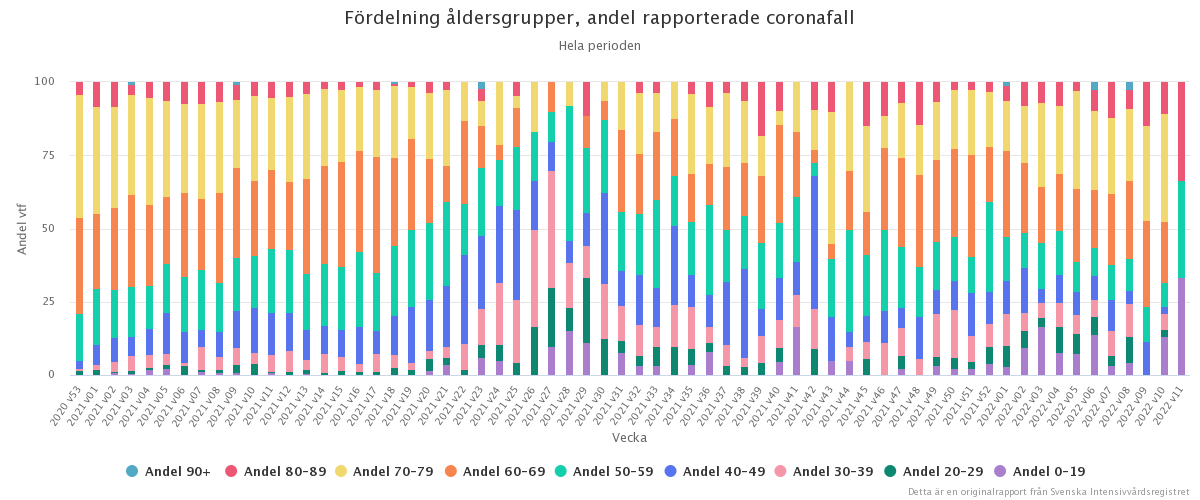 Fördelning åldersgrupper, andel rapporterade coronafall
Hela perioden
Andel vtf
100
75
50
25
0
2020 v53
2021 v01
2021 v02
2021 v03
2021 v04
2021 v05
2021 v06
2021 v07
2021 v08
2021 v09
2021 v10
2021 v11
2021 v12
2021 v13
2021 v14
2021 v15
2021 v16
2021 v17
2021 v18
2021 v19
2021 v20
2021 v21
2021 v22
2021 v23
2021 v24
2021 v25
2021 v26
2021 v27
2021 v28
2021 v29
2021 v30
2021 v31
2021 v32
2021 v33
2021 v34
2021 v35
2021 v36
2021 v37
2021 v38
2021 v39
2021 v40
2021 v41
2021 v42
2021 v43
2021 v44
2021 v45
2021 v46
2021 v47
2021 v48
2021 v49
2021 v50
2021 v51
2021 v52
2022 v01
2022 v02
2022 v03
2022 v04
2022 v05
2022 v06
2022 v07
2022 v08
2022 v09
2022 v10
2022 v11
Vecka
Andel 90+ Andel 80-89 Andel 70-79 Andel 60-69 Andel 50-59 Andel 40-49 Andel 30-39 Andel 20-29 Andel 0-19
Detta är en originalrapport från Svenska Intensivvårdsregistret